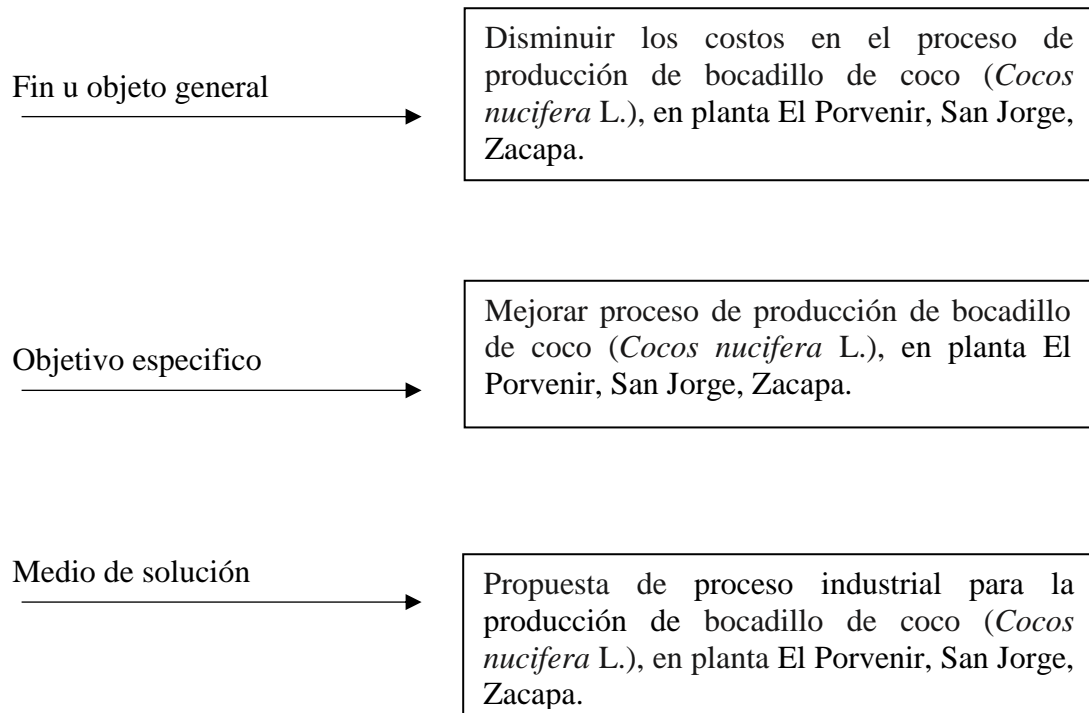 Fin u objeto general
Disminuir los costos en el proceso de
producción de bocadillo de coco (Cocos
nucifera L.), en planta El Porvenir, San Jorge,
Zacapa.
Objetivo especifico
Mejorar proceso de producción de bocadillo
de coco (Cocos nucifera L.), en planta El
Porvenir, San Jorge, Zacapa.
Medio de solución
Propuesta de proceso industrial para la
producción de bocadillo de coco (Cocos
nucifera L.), en planta El Porvenir, San Jorge,
Zacapa.